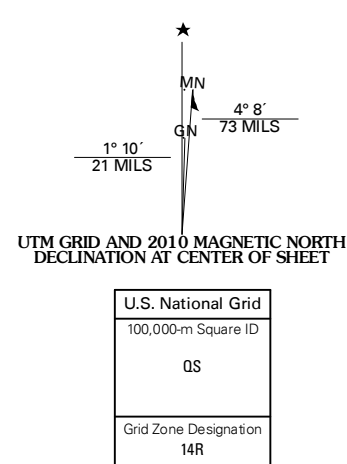 MN
GN
4° 8´
73 MILS
1° 10´
21 MILS
UTM GRID AND 2010 MAGNETIC NORTH
DECLINATION AT CENTER OF SHEET
U.S. National Grid
100,000-m Square ID
QS
Grid Zone Designation
14R